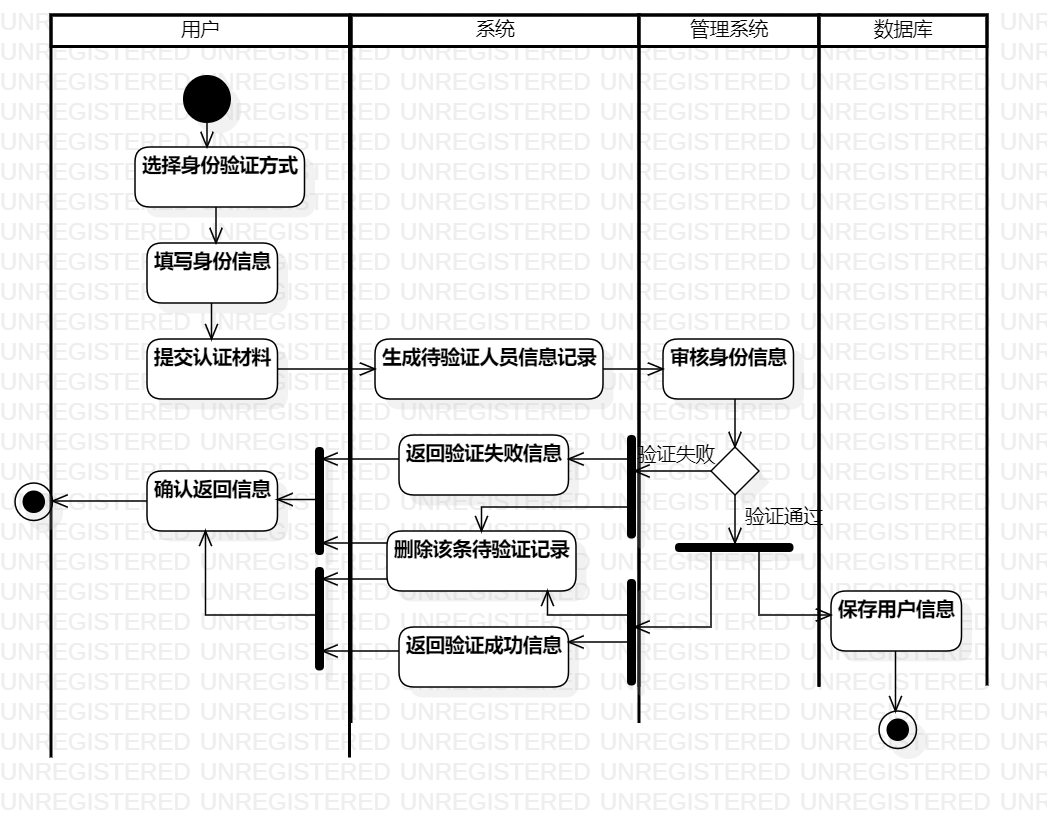 用户
系统
管理系统
数据库
选择身份验证方式
填写身份信息
提交认证材料
生成待验证人员信息记录
审核身份信息
返回验证失败信息
验证失败
确认返回信息
验证通过
删除该条待验证记录
保存用户信息
返回验证成功信息
UNREGISTERED